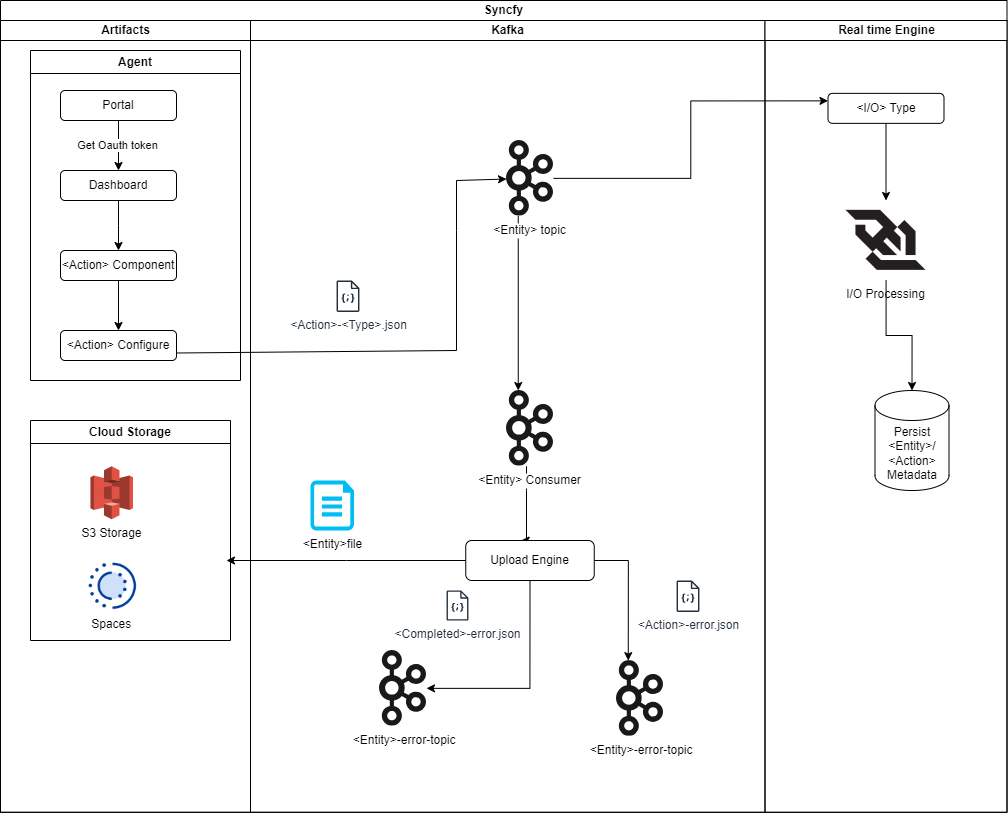 Syncfy
Artifacts
Kafka
Real time Engine
Agent
Portal
Get Oauth token
Dashboard
<Action> Component
<Action> Configure
<Action>-<Type>.json
<Entity> topic
<I/O> Type
I/O Processing
Persist
<Entity>/
<Action>
Metadata
<Entity> Consumer
Cloud Storage
S3 Storage
Spaces
<Entity>file
Upload Engine
<Completed>-error.json
<Action>-error.json
<Entity>-error-topic
<Entity>-error-topic